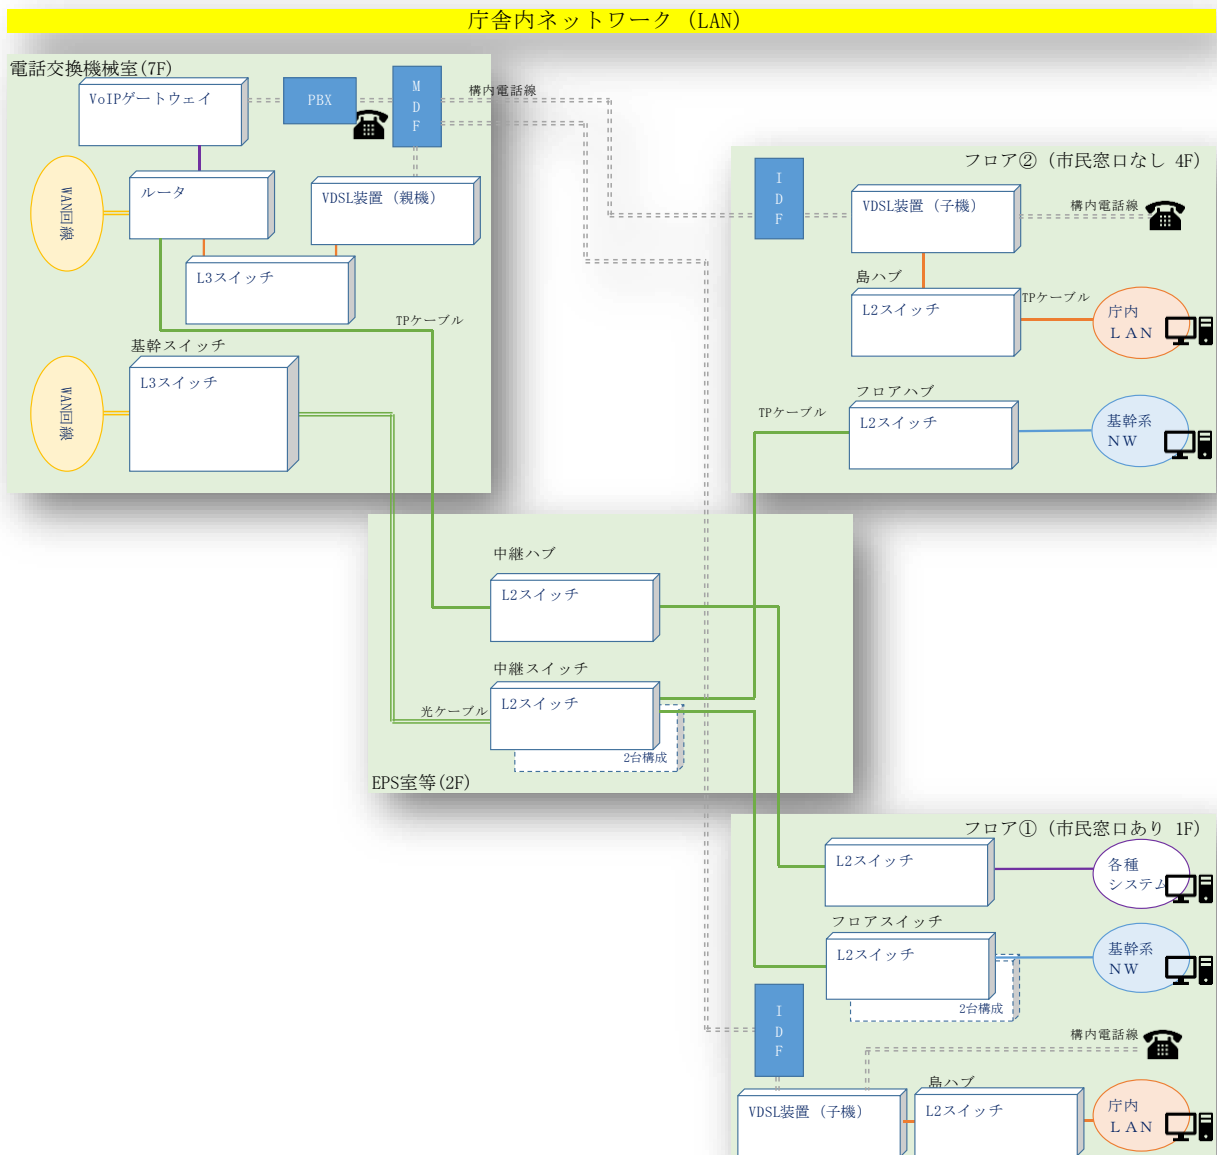 庁舎内ネットワーク（LAN）
電話交換機械室(7F)
VoIPゲートウェイ
PBX
MDF
構内電話線
WAN回線
ルータ
VDSL装置（親機）
L3スイッチ
TPケーブル
基幹スイッチ
WAN回線
L3スイッチ
フロア②（市民窓口なし 4F）
IDF
VDSL装置（子機）
構内電話線
島ハブ
L2スイッチ
TPケーブル
庁内
ＬＡＮ
フロアハブ
TPケーブル
L2スイッチ
基幹系
ＮＷ
中継ハブ
L2スイッチ
中継スイッチ
L2スイッチ
光ケーブル
2台構成
EPS室等(2F)
フロア①（市民窓口あり 1F）
L2スイッチ
各種
システム
フロアスイッチ
L2スイッチ
基幹系
ＮＷ
2台構成
IDF
構内電話線
島ハブ
VDSL装置（子機）
L2スイッチ
庁内
ＬＡＮ